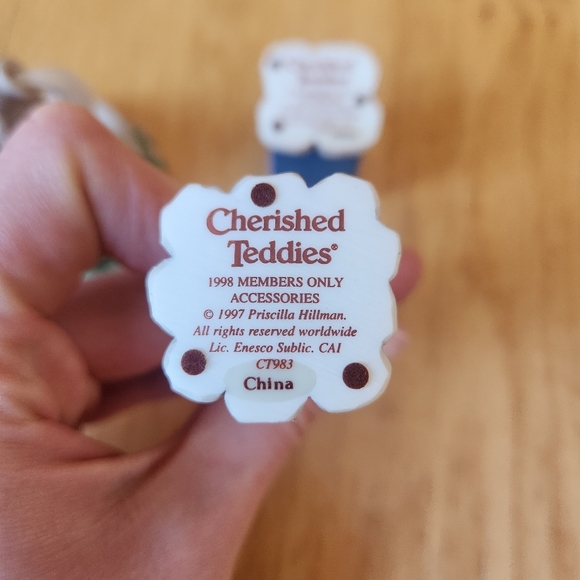 Cherished
Teddies®
1998 MEMBERS ONLY
ACCESSORIES
© 1997 Priscilla Hillman.
All rights reserved worldwide
Lic. Enesco Sublic. CAI
CT983
China
Teddies